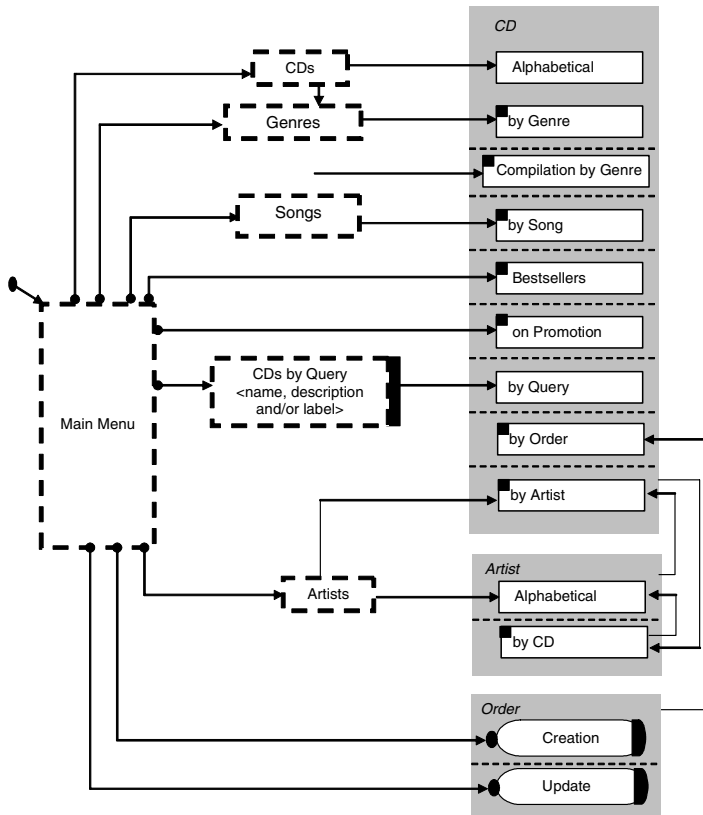 CD
CDs
Alphabetical
Genres
by Genre
Compilation by Genre
Songs
by Song
Bestsellers
on Promotion
CDs by Query
<name, description
and/or label>
by Query
Main Menu
by Order
by Artist
Artist
Artists
Alphabetical
by CD
Order
Creation
Update